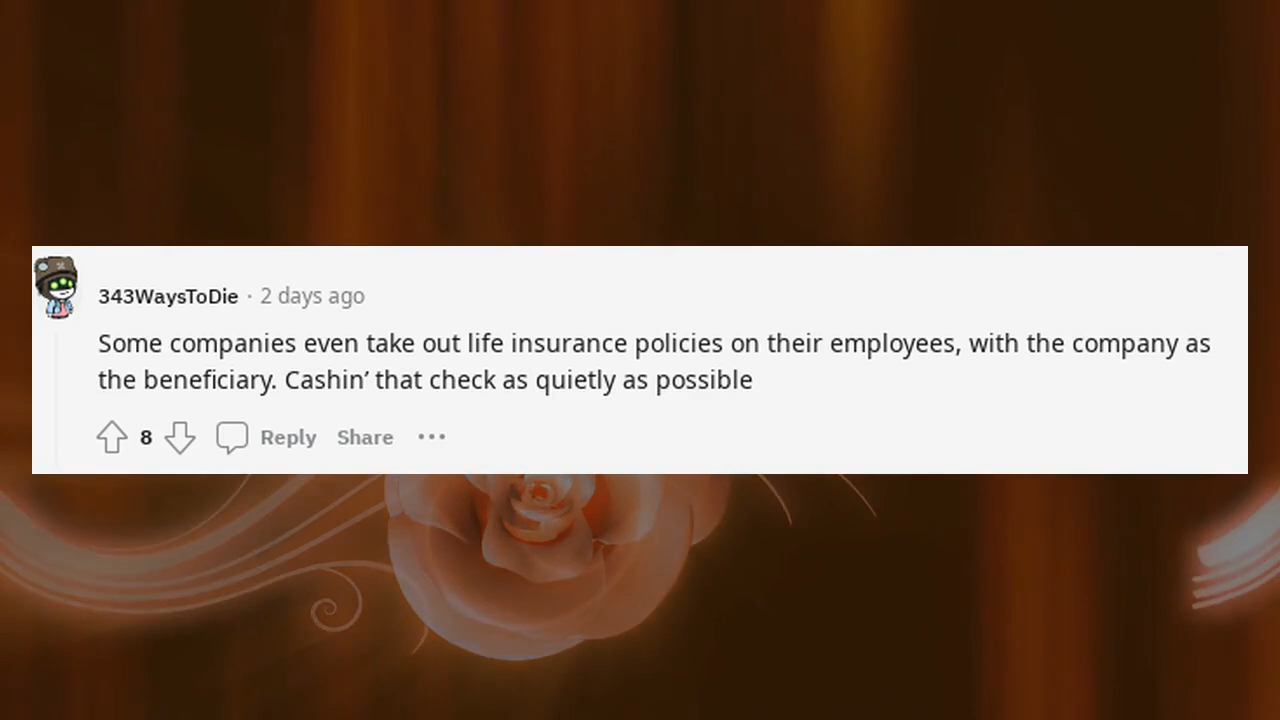 343WaysToDie · 2 days ago
Some companies even take out life insurance policies on their employees, with the company as
the beneficiary. Cashin’ that check as quietly as possible
8 Reply Share •••